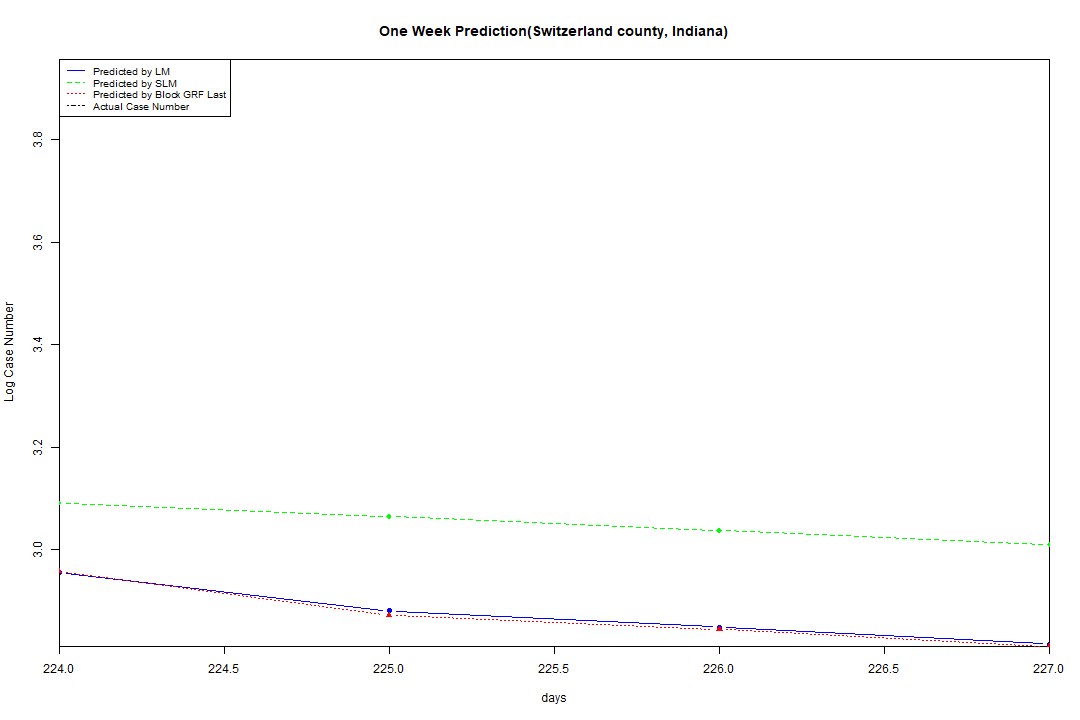 One Week Prediction(Switzerland county, Indiana)
Predicted by LM
Predicted by SLM
Predicted by Block GRF Last
Actual Case Number
Log Case Number
3.8
3.6
3.4
3.2
3.0
224.0 224.5 225.0 225.5 226.0 226.5 227.0
days